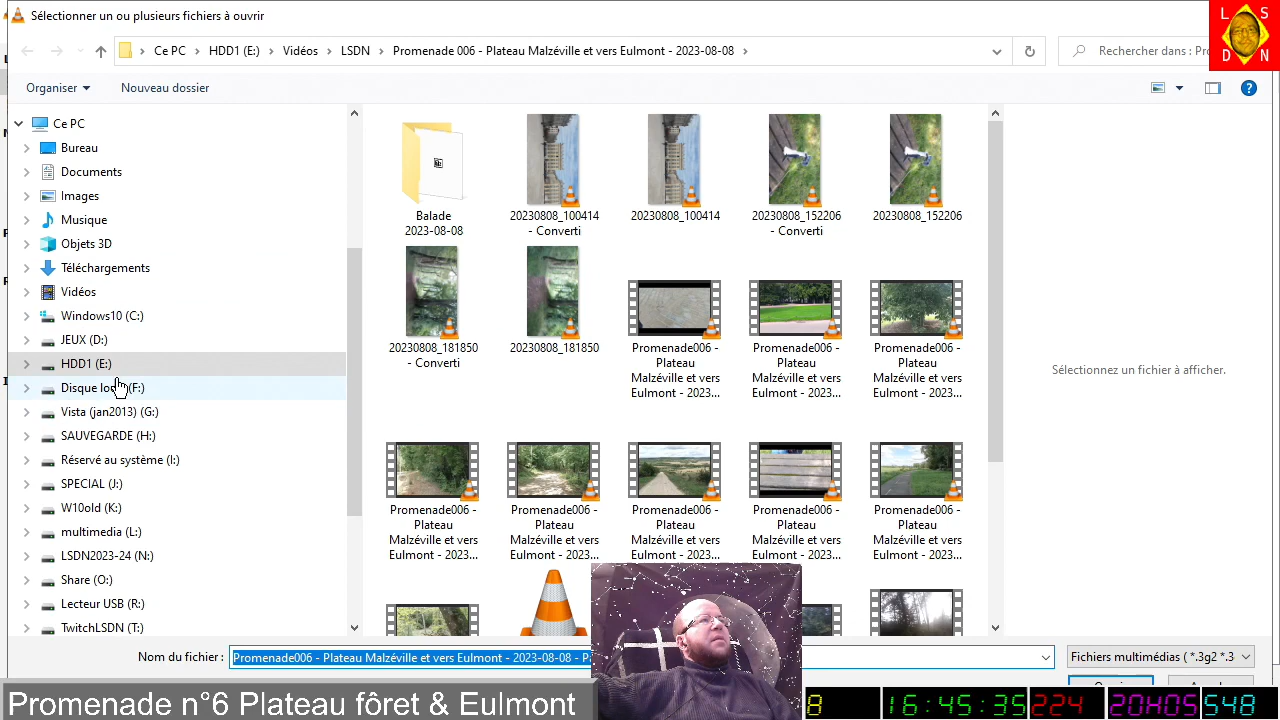 Sélectionner un ou plusieurs fichiers à ouvrir
L S
D N
Ce PC > HDD1 (E:) > Vidéos > LSDN > Promenade 006 - Plateau Malzéville et vers Eulmont - 2023-08-08 >
Rechercher dans : Pr
Organiser
Nouveau dossier
Ce PC
Bureau
Documents
Images
Musique
Objets 3D
Téléchargements
Vidéos
Windows10 (C:)
JEUX (D:)
HDD1 (E:)
Disque loc (F:)
Vista (jan2013) (G:)
SAUVEGARDE (H:)
Réservé au système (I:)
SPECIAL (J:)
W10old (K:)
multimedia (L:)
LSDN2023-24 (N:)
Share (O:)
Lecteur USB (R:)
TwitchLSDN (T:)
Balade
2023-08-08
20230808_100414
- Converti
20230808_100414
20230808_152206
- Converti
20230808_152206
20230808_181850
- Converti
20230808_181850
Promenade006 -
Plateau
Malzéville et vers
Eulmont - 2023...
Promenade006 -
Plateau
Malzéville et vers
Eulmont - 2023...
Promenade006 -
Plateau
Malzéville et vers
Eulmont - 2023...
Promenade006 -
Plateau
Malzéville et vers
Eulmont - 2023...
Promenade006 -
Plateau
Malzéville et vers
Eulmont - 2023...
Promenade006 -
Plateau
Malzéville et vers
Eulmont - 2023...
Promenade006 -
Plateau
Malzéville et vers
Eulmont - 2023...
Promenade006 -
Plateau
Malzéville et vers
Eulmont - 2023...
Sélectionnez un fichier à afficher.
Nom du fichier :
Promenade006 - Plateau Malzéville et vers Eulmont - 2023-08-08 - P
Fichiers multimédias ( *.3g2 *.3
Promenade n°6 Plateau fôret & Eulmont
8
16:45:35
224
20H05
548